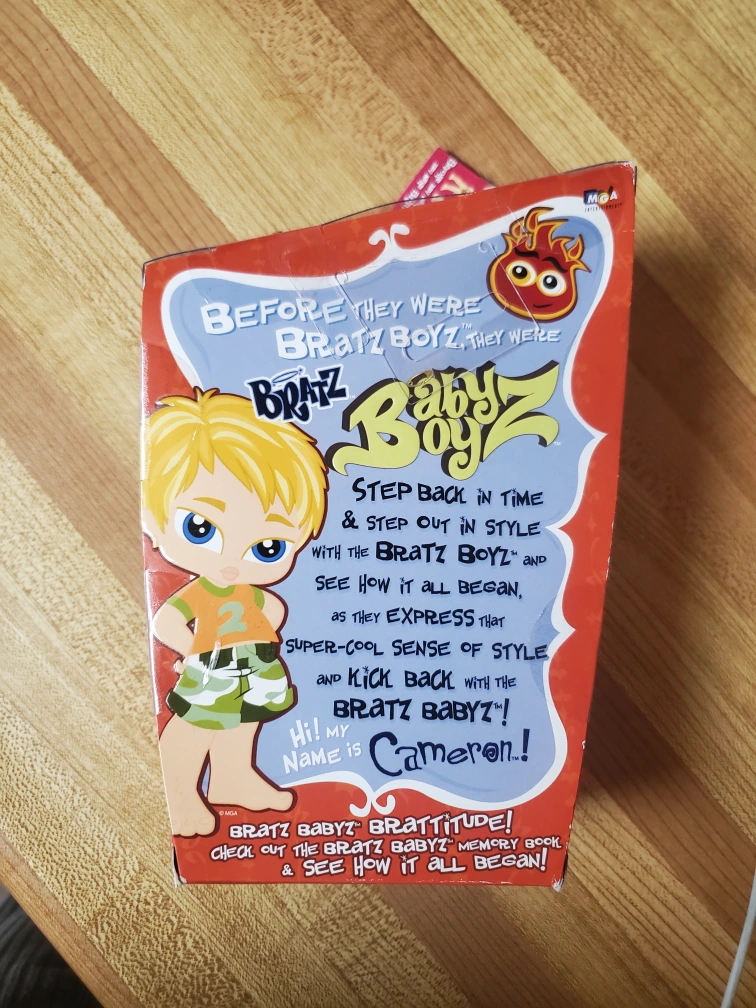 MGA
ENTERTAINMENT
BEFORE THEY WERE
BRATZ BOYZ™, THEY WERE
BRATZ
BABYZ
BOYZ™
STEP BACK IN TIME
& STEP OUT IN STYLE
WITH THE BRATZ BOYZ™ AND
SEE HOW IT ALL BEGAN,
AS THEY EXPRESS THAT
SUPER-COOL SENSE OF STYLE
AND KICK BACK WITH THE
BRATZ BABYZ™!
2
HI! MY
NAME IS Cameron™!
© MGA
BRATZ BABYZ™ BRATTITUDE!
CHECK OUT THE BRATZ BABYZ™ MEMORY BOOK
& SEE HOW IT ALL BEGAN!